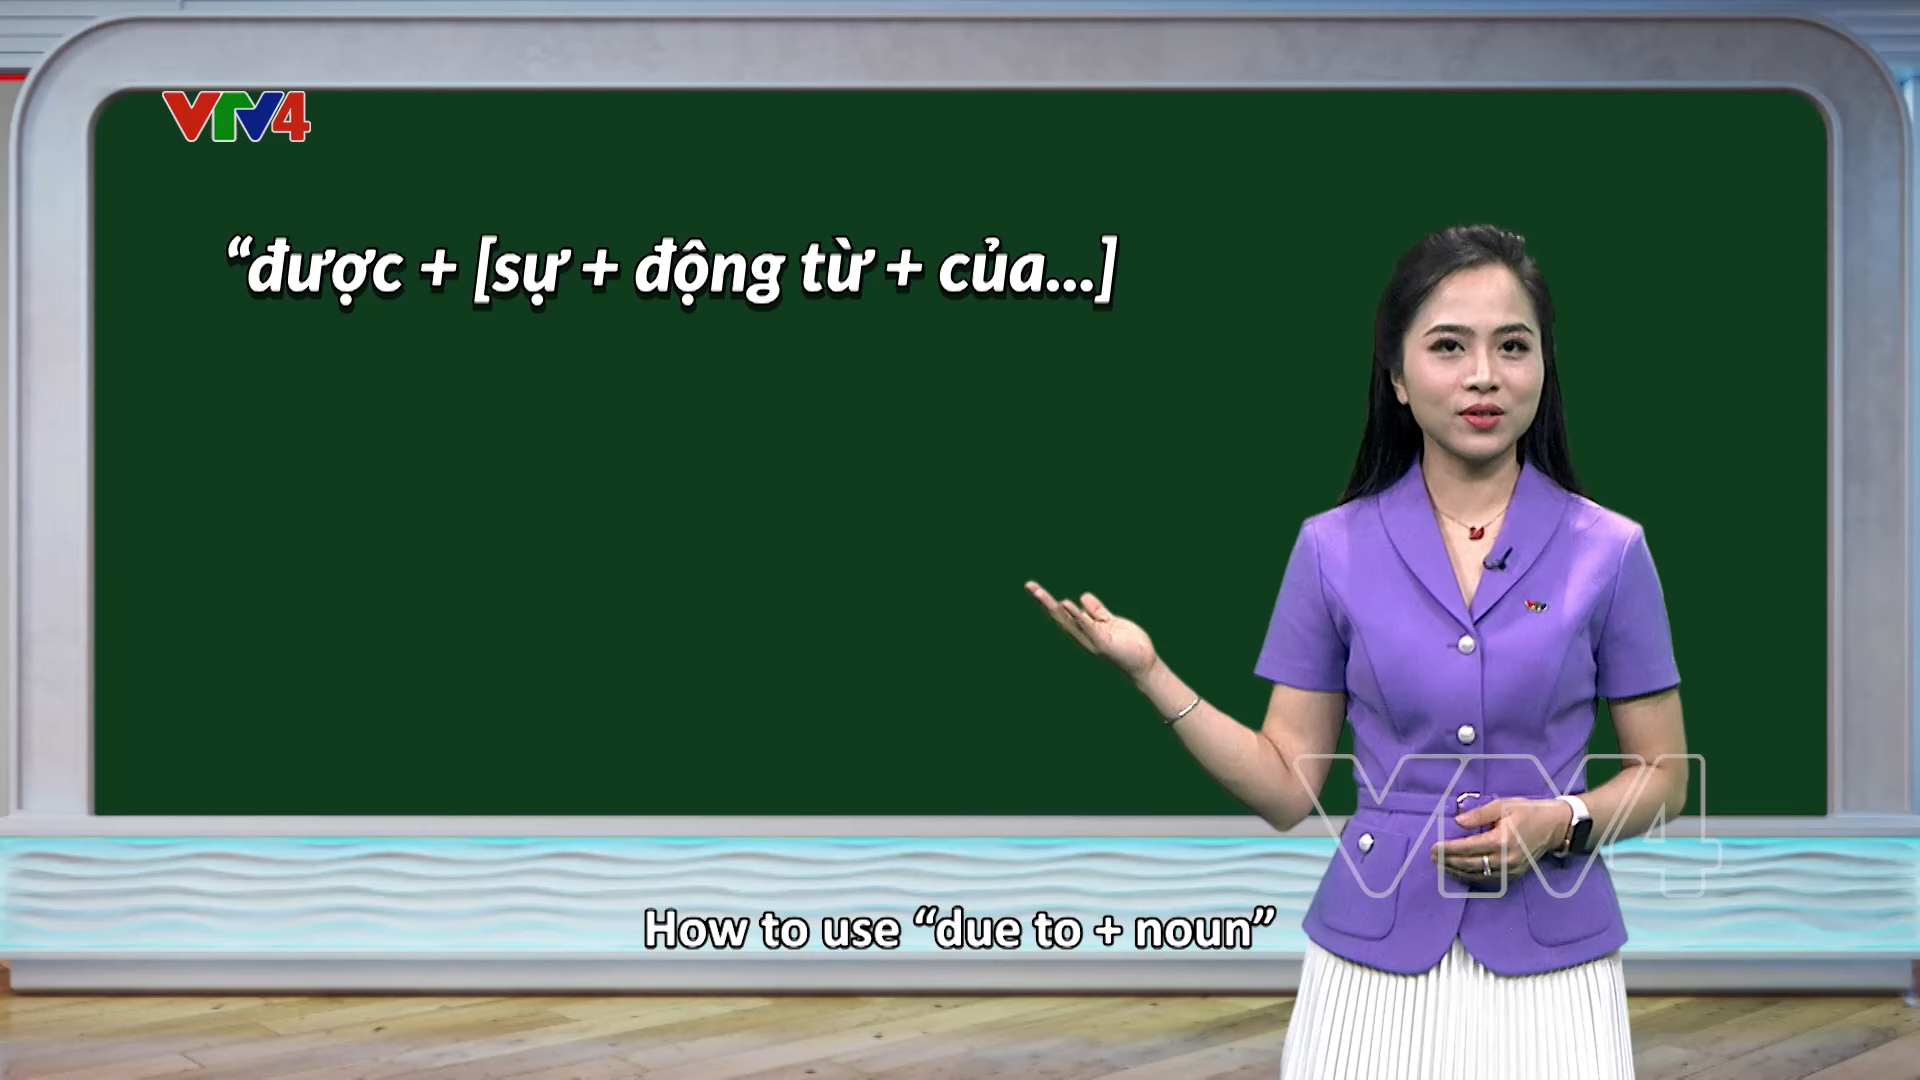 VTV4
“được + [sự + động từ + của...]
VTV4
How to use “due to + noun”